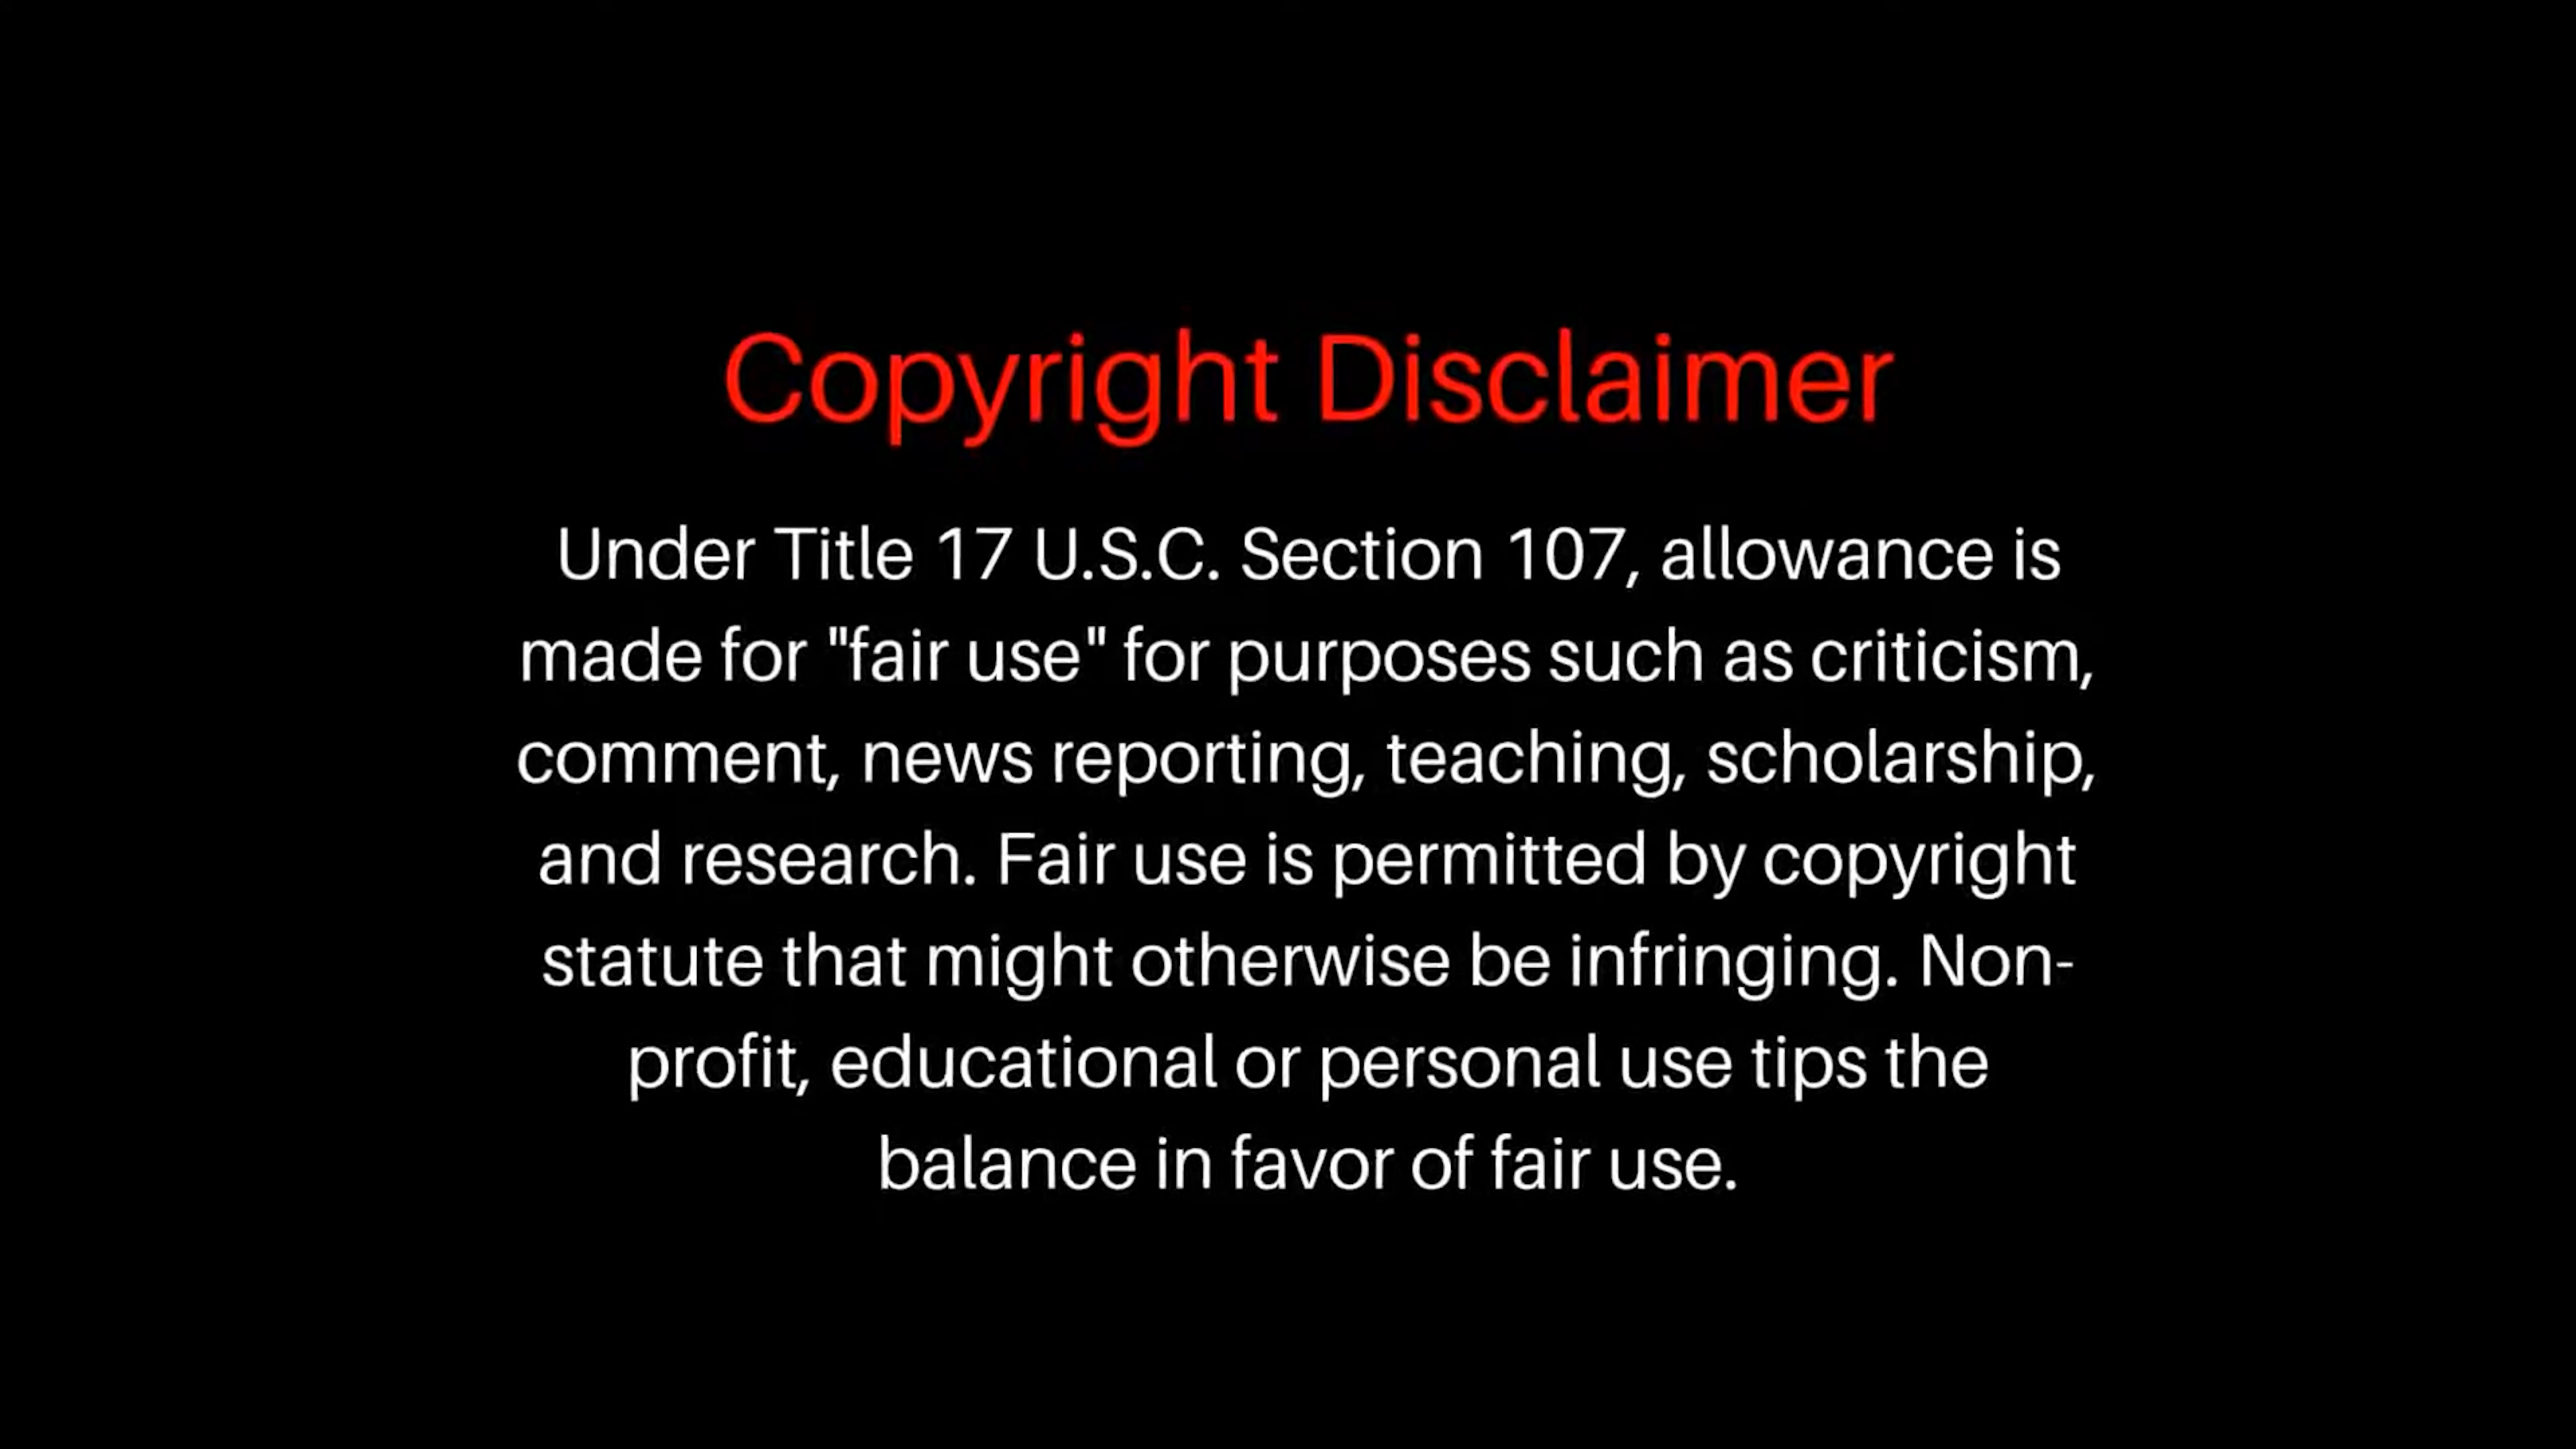 Copyright Disclaimer
Under Title 17 U.S.C. Section 107, allowance is
made for "fair use" for purposes such as criticism,
comment, news reporting, teaching, scholarship,
and research. Fair use is permitted by copyright
statute that might otherwise be infringing. Non-
profit, educational or personal use tips the
balance in favor of fair use.